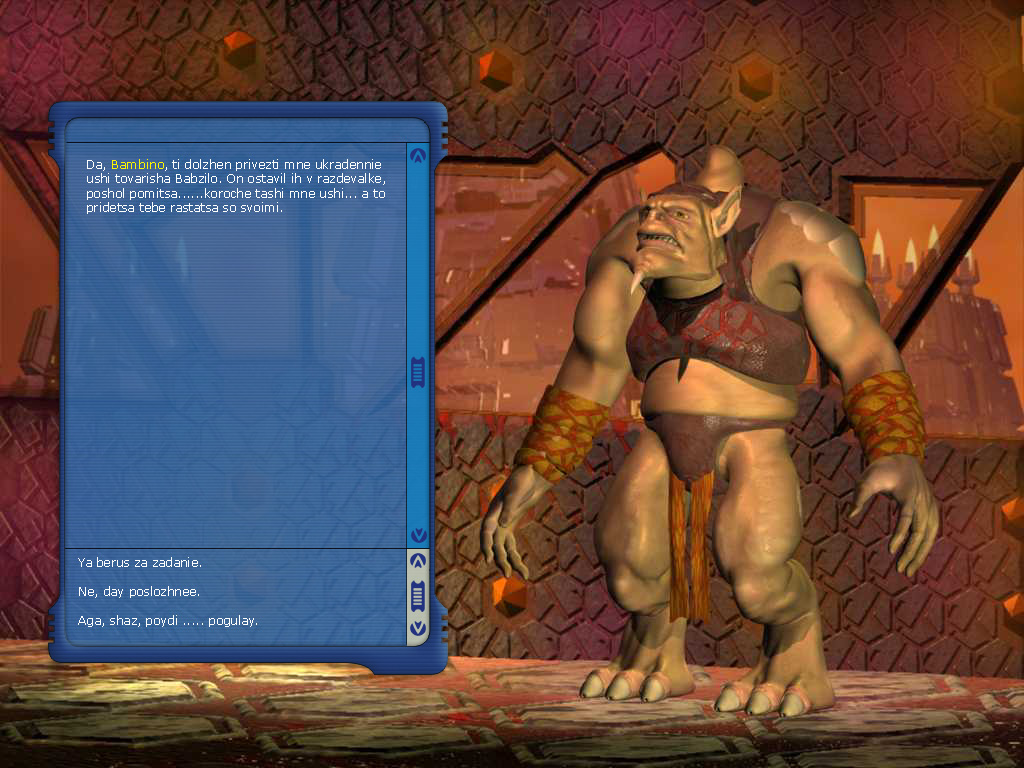 Da, Bambino, ti dolzhen privezti mne ukradennie
ushi tovarisha Babzilo. On ostavil ih v razdevalke,
poshol pomitsa......koroche tashi mne ushi... a to
pridetsa tebe rastatsa so svoimi.
Ya berus za zadanie.
Ne, day poslozhnee.
Aga, shaz, poydi ..... pogulay.